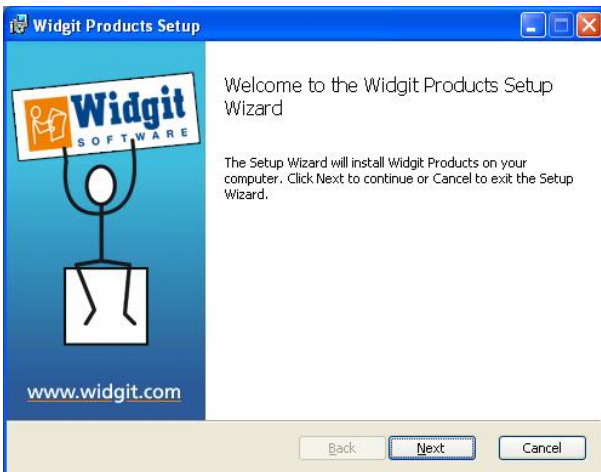 Widgit Products Setup
Widgit
SOFTWARE
www.widgit.com
Welcome to the Widgit Products Setup
Wizard
The Setup Wizard will install Widgit Products on your
computer. Click Next to continue or Cancel to exit the Setup
Wizard.
Back
Next
Cancel